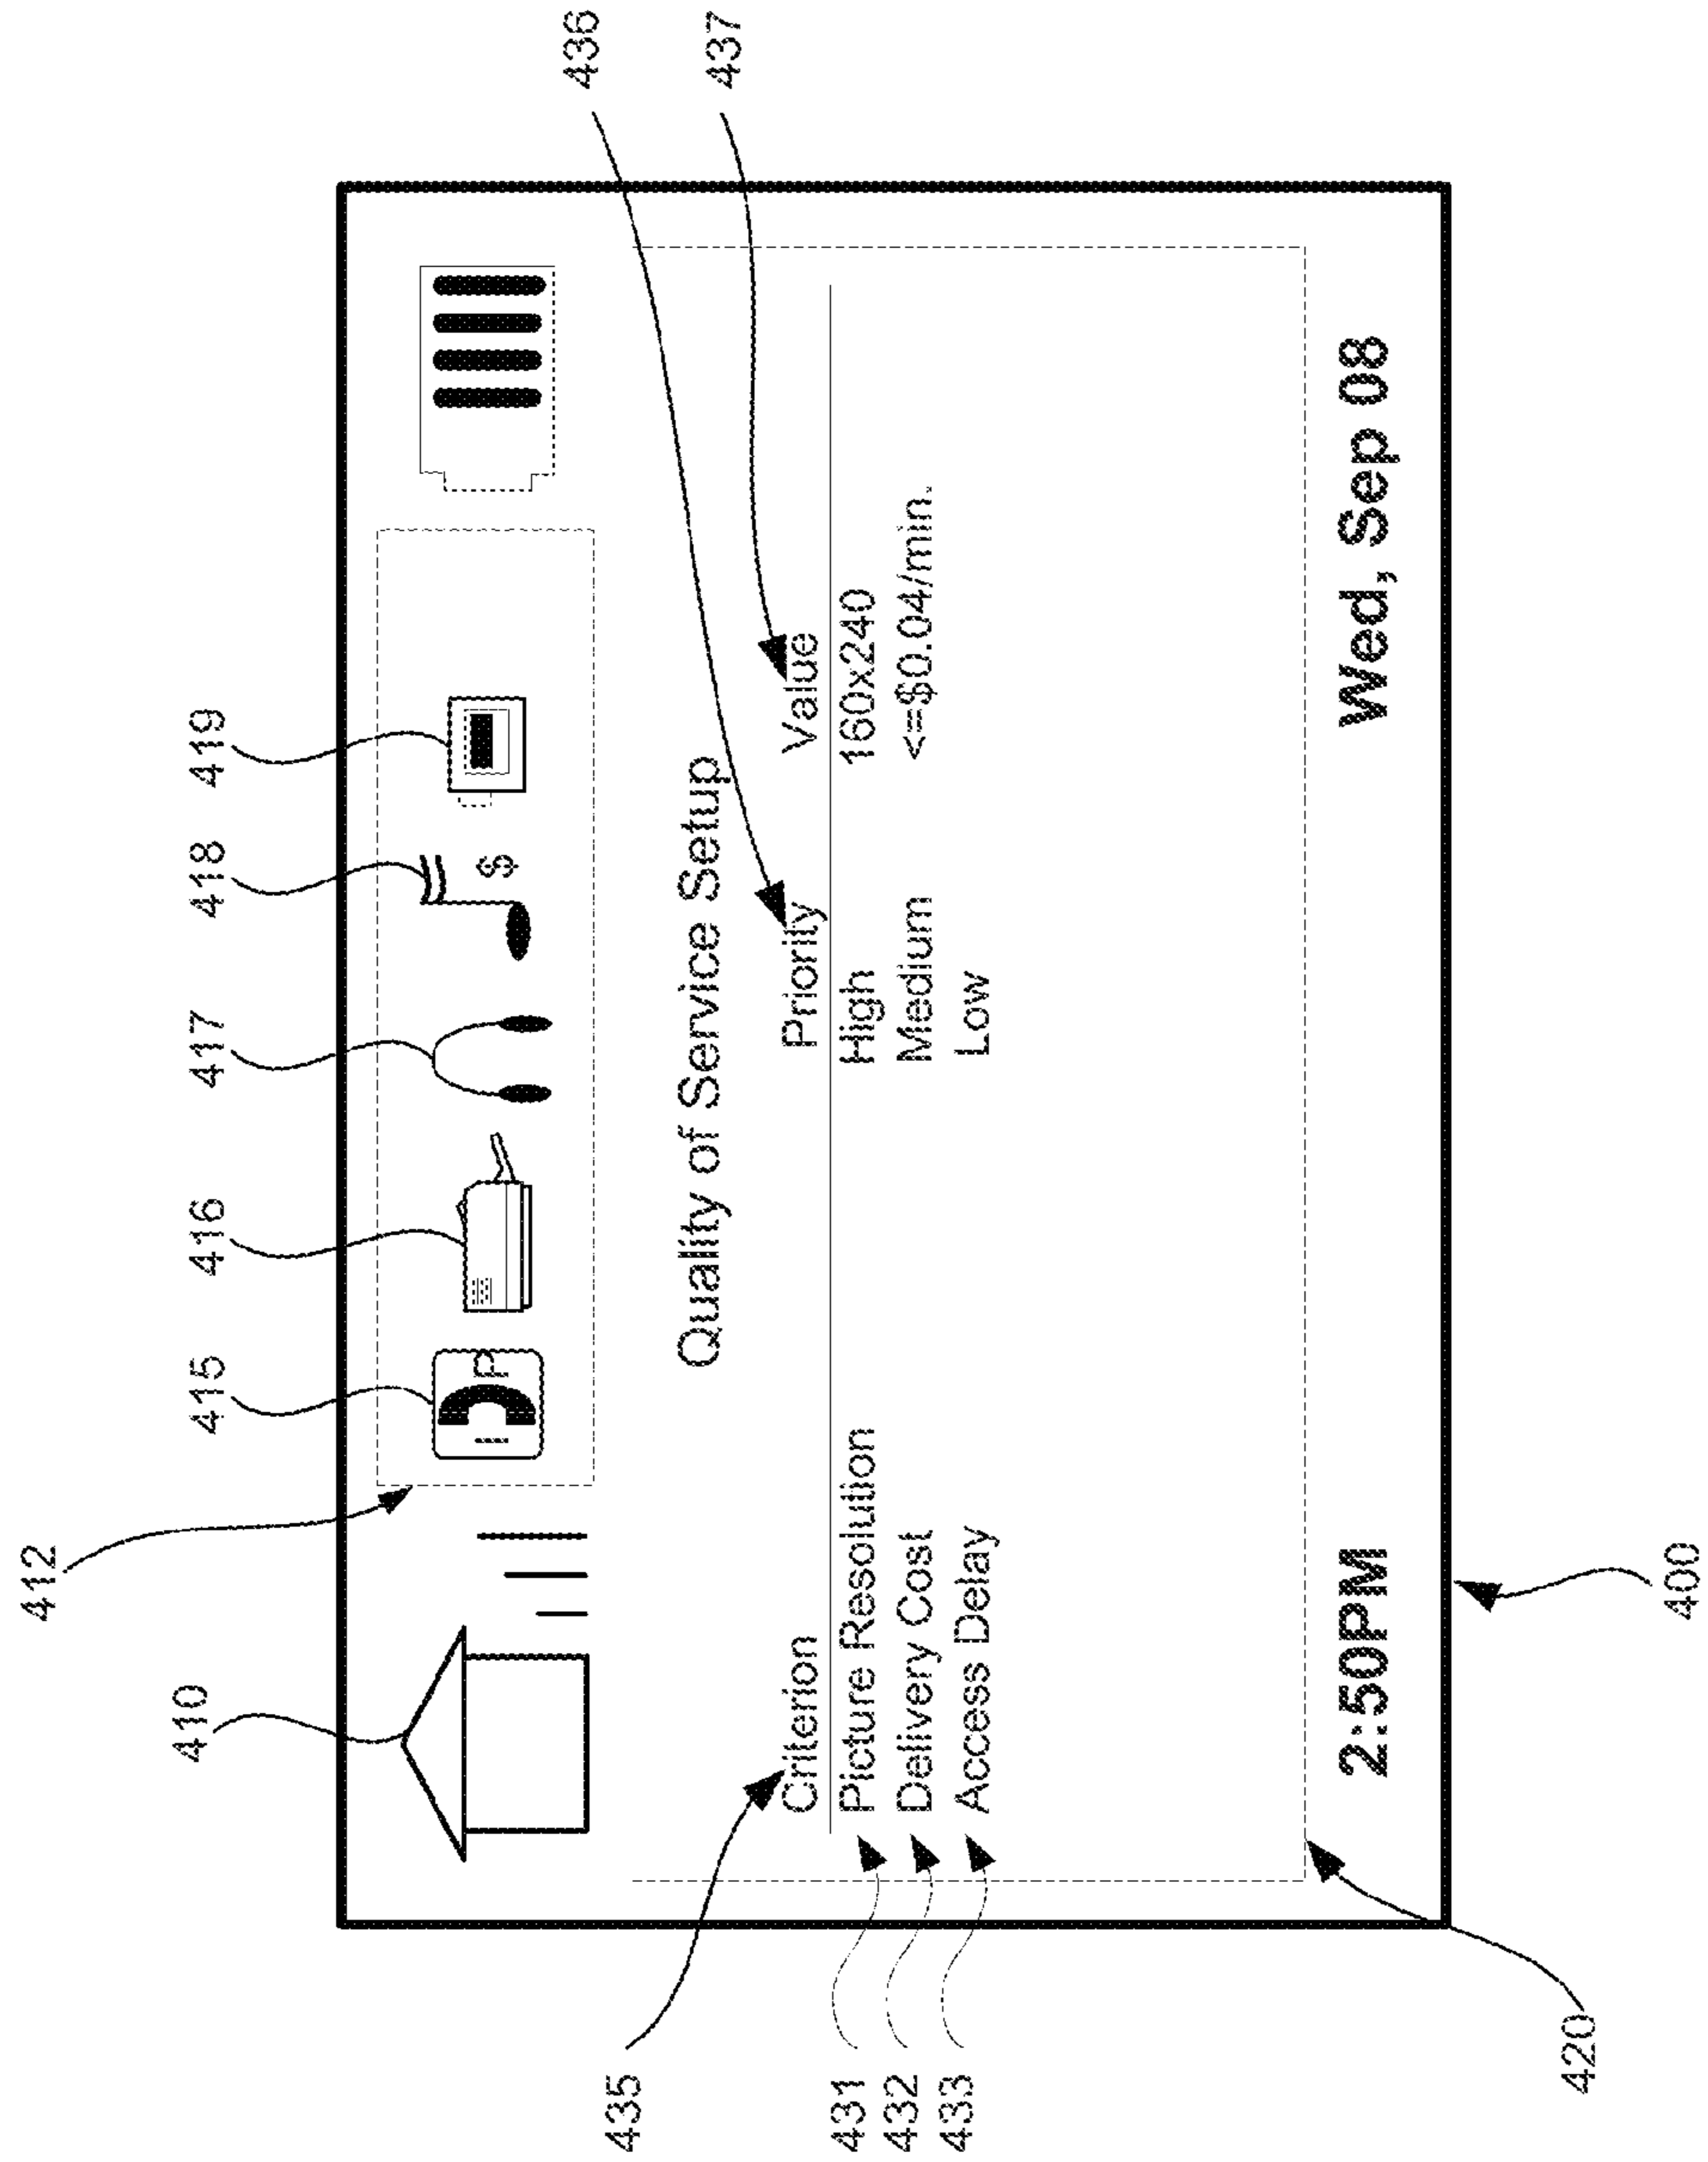 412
410
415
416
417
418
419
436
437
I P
$
Quality of Service Setup
435
Criterion Priority Value
431 Picture Resolution High 160x240
432 Delivery Cost Medium <=$0.04/min.
433 Access Delay Low
2:50PM Wed, Sep 08
420
400